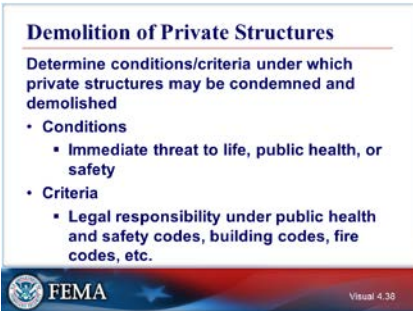 Demolition of Private Structures
Determine conditions/criteria under which
private structures may be condemned and
demolished
• Conditions
▪ Immediate threat to life, public health, or
safety
• Criteria
▪ Legal responsibility under public health
and safety codes, building codes, fire
codes, etc.
FEMA
Visual 4.38